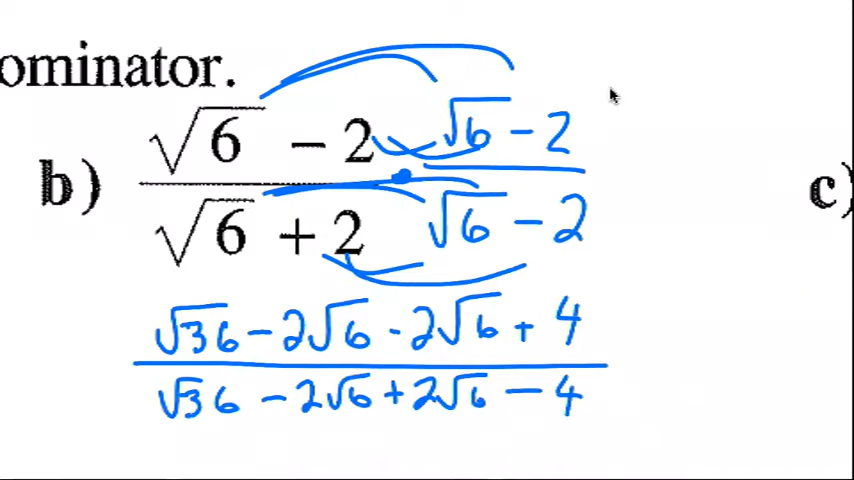 ominator.
b) √6 - 2 / √6 + 2 · √6 - 2 / √6 - 2
c)
√36 - 2√6 - 2√6 + 4
√36 - 2√6 + 2√6 - 4